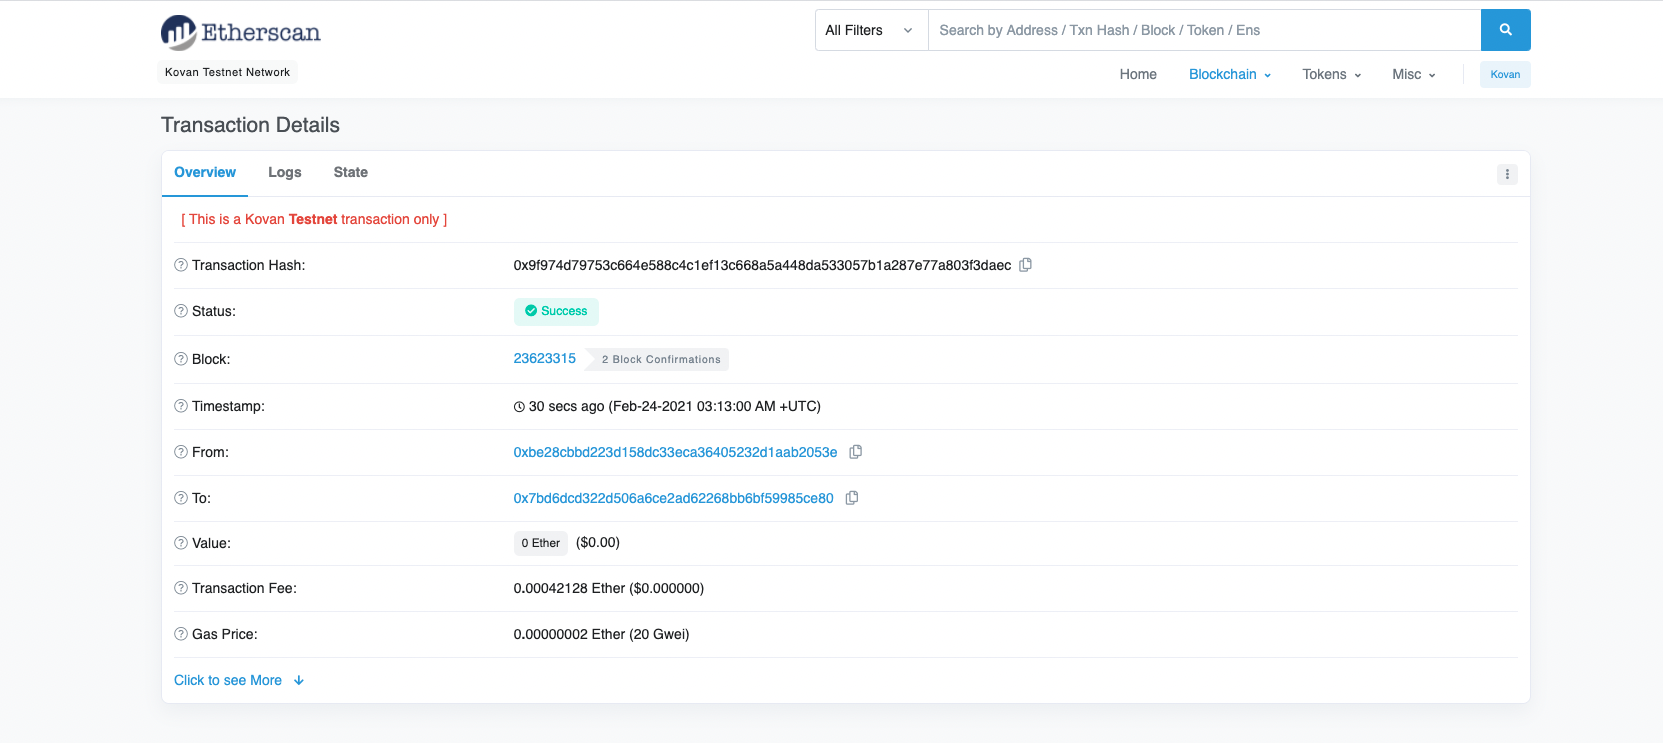 Etherscan
All Filters
Search by Address / Txn Hash / Block / Token / Ens
Kovan Testnet Network
Home Blockchain Tokens Misc Kovan
Transaction Details
Overview Logs State
[ This is a Kovan Testnet transaction only ]
Transaction Hash: 0x9f974d79753c664e588c4c1ef13c668a5a448da533057b1a287e77a803f3daec
Status: Success
Block: 23623315 2 Block Confirmations
Timestamp: 30 secs ago (Feb-24-2021 03:13:00 AM +UTC)
From: 0xbe28cbbd223d158dc33eca36405232d1aab2053e
To: 0x7bd6dcd322d506a6ce2ad62268bb6bf59985ce80
Value: 0 Ether ($0.00)
Transaction Fee: 0.00042128 Ether ($0.000000)
Gas Price: 0.00000002 Ether (20 Gwei)
Click to see More